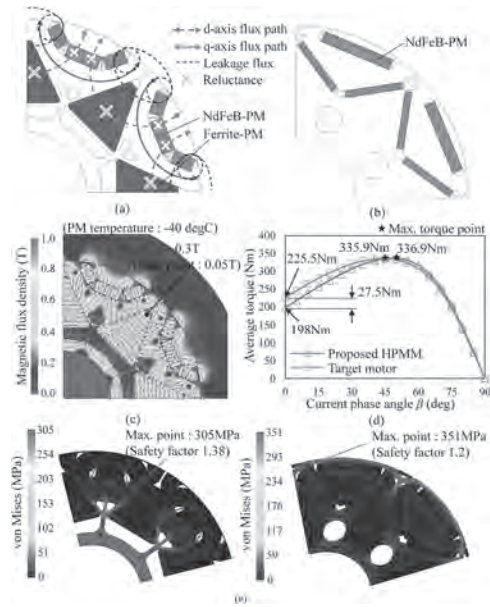 d-axis flux path
q-axis flux path
Leakage flux
Reluctance
NdFeB-PM
Ferrite-PM
(a)
NdFeB-PM
(b)
(PM temperature : -40 degC)
0.3T
: 0.05T)
Magnetic flux density (T)
1.0
0.8
0.6
0.4
0.2
0.0
(c)
★ Max. torque point
335.9Nm
336.9Nm
225.5Nm
27.5Nm
198Nm
Average torque (Nm)
400
350
300
250
200
150
100
50
0
Proposed HPMM
Target motor
0 15 30 45 60 75 90
Current phase angle β (deg)
(d)
von Mises (MPa)
305
254
203
153
102
51
0
Max. point : 305MPa
(Safety factor 1.38)
von Mises (MPa)
351
293
234
176
117
59
0
Max. point : 351MPa
(Safety factor 1.2)
(e)